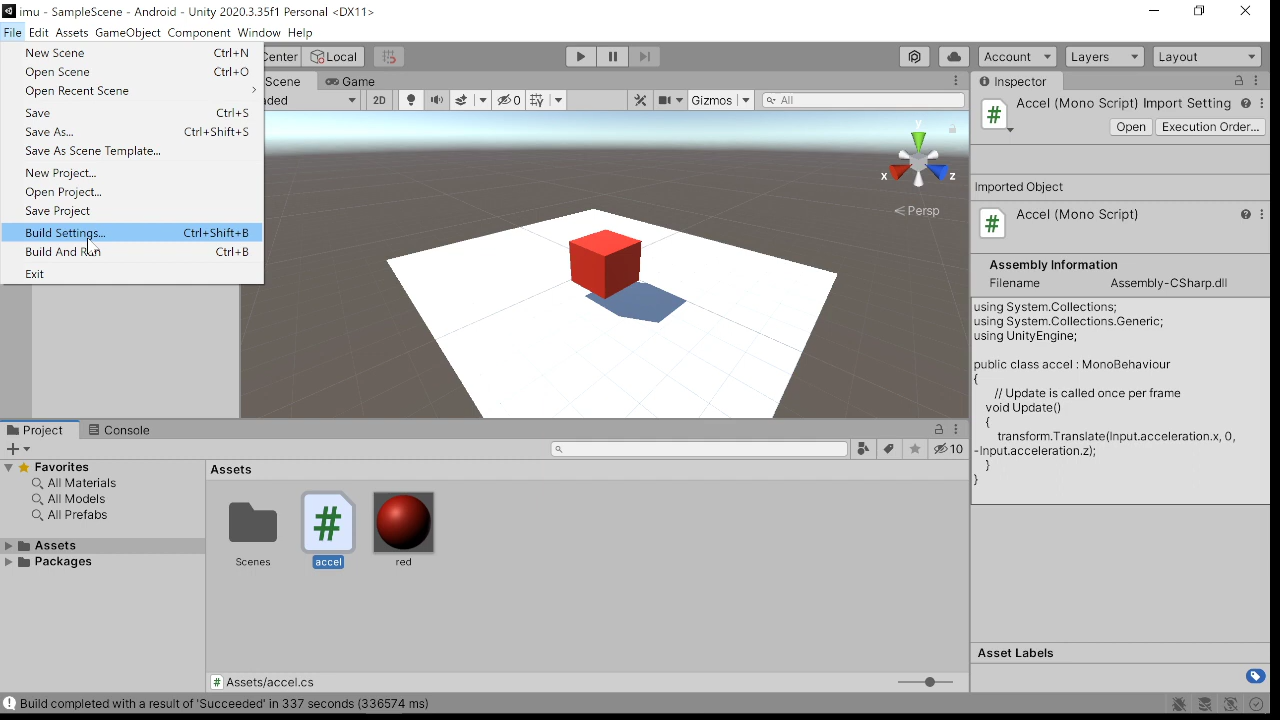 imu - SampleScene - Android - Unity 2020.3.35f1 Personal <DX11>
File Edit Assets GameObject Component Window Help
New Scene Ctrl+N
Open Scene Ctrl+O
Open Recent Scene
Save Ctrl+S
Save As... Ctrl+Shift+S
Save As Scene Template...
New Project...
Open Project...
Save Project
Build Settings... Ctrl+Shift+B
Build And Run Ctrl+B
Exit
Center Local
Account Layers Layout
Scene Game
2D 0 Gizmos All
y
x z
Persp
Inspector
Accel (Mono Script) Import Setting
Open Execution Order...
Imported Object
Accel (Mono Script)
Assembly Information
Filename Assembly-CSharp.dll
using System.Collections;
using System.Collections.Generic;
using UnityEngine;
public class accel : MonoBehaviour
{
// Update is called once per frame
void Update()
{
transform.Translate(Input.acceleration.x, 0,
-Input.acceleration.z);
}
}
Project Console
10
Favorites
All Materials
All Models
All Prefabs
Assets
Packages
Assets
Scenes accel red
Assets/accel.cs
Asset Labels
Build completed with a result of 'Succeeded' in 337 seconds (336574 ms)